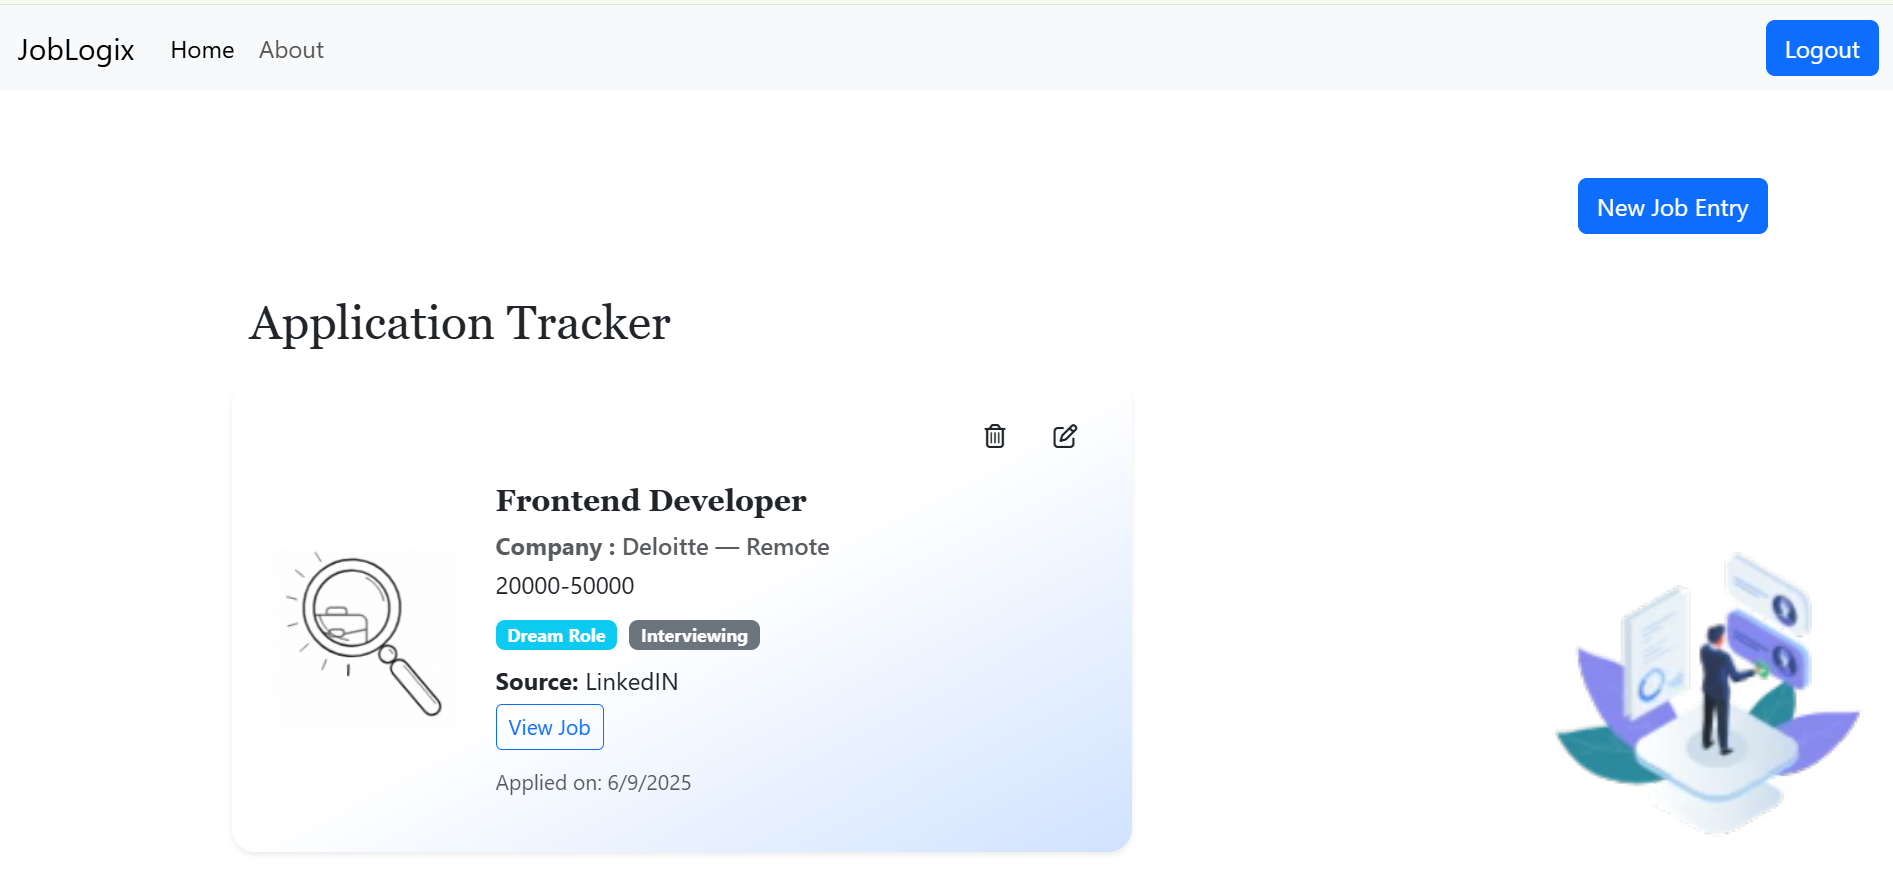 JobLogix Home About Logout
New Job Entry
Application Tracker
Frontend Developer
Company : Deloitte — Remote
20000-50000
Dream Role Interviewing
Source: LinkedIN
View Job
Applied on: 6/9/2025